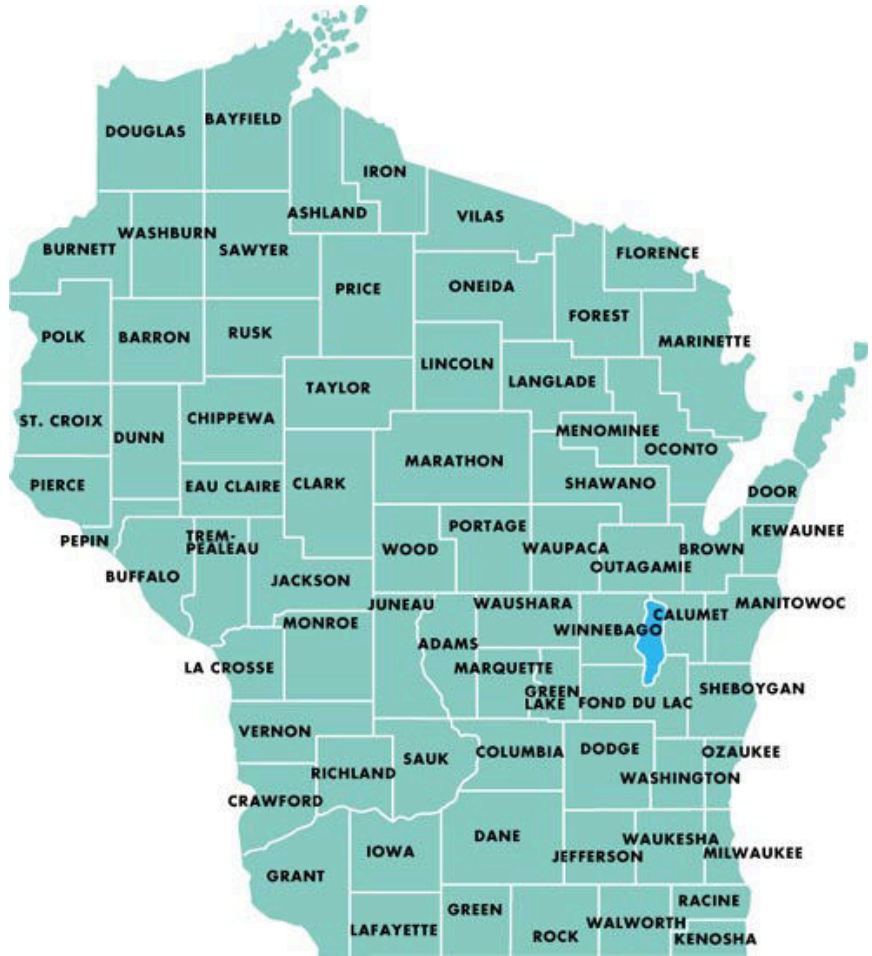 BAYFIELD
DOUGLAS
IRON
ASHLAND
VILAS
WASHBURN
BURNETT
SAWYER
FLORENCE
PRICE
ONEIDA
FOREST
POLK
BARRON
RUSK
MARINETTE
LINCOLN
TAYLOR
LANGLADE
ST. CROIX
CHIPPEWA
DUNN
MENOMINEE
OCONTO
MARATHON
PIERCE
EAU CLAIRE
CLARK
SHAWANO
DOOR
PORTAGE
KEWAUNEE
PEPIN
TREM-
PEALEAU
WOOD
WAUPACA
BROWN
OUTAGAMIE
BUFFALO
JACKSON
JUNEAU
WAUSHARA
MANITOWOC
CALUMET
MONROE
WINNEBAGO
ADAMS
LA CROSSE
MARQUETTE
SHEBOYGAN
GREEN
LAKE
FOND DU LAC
VERNON
SAUK
COLUMBIA
DODGE
OZAUKEE
RICHLAND
WASHINGTON
CRAWFORD
DANE
WAUKESHA
IOWA
JEFFERSON
MILWAUKEE
GRANT
RACINE
GREEN
WALWORTH
LAFAYETTE
ROCK
KENOSHA